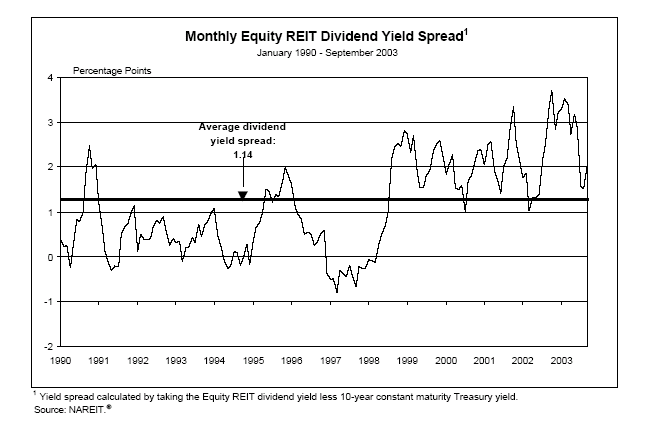 Monthly Equity REIT Dividend Yield Spread¹
January 1990 - September 2003
Percentage Points
4
3
2
1
0
-1
-2
Average dividend
yield spread:
1.14
1990 1991 1992 1993 1994 1995 1996 1997 1998 1999 2000 2001 2002 2003
¹ Yield spread calculated by taking the Equity REIT dividend yield less 10-year constant maturity Treasury yield.
Source: NAREIT.®